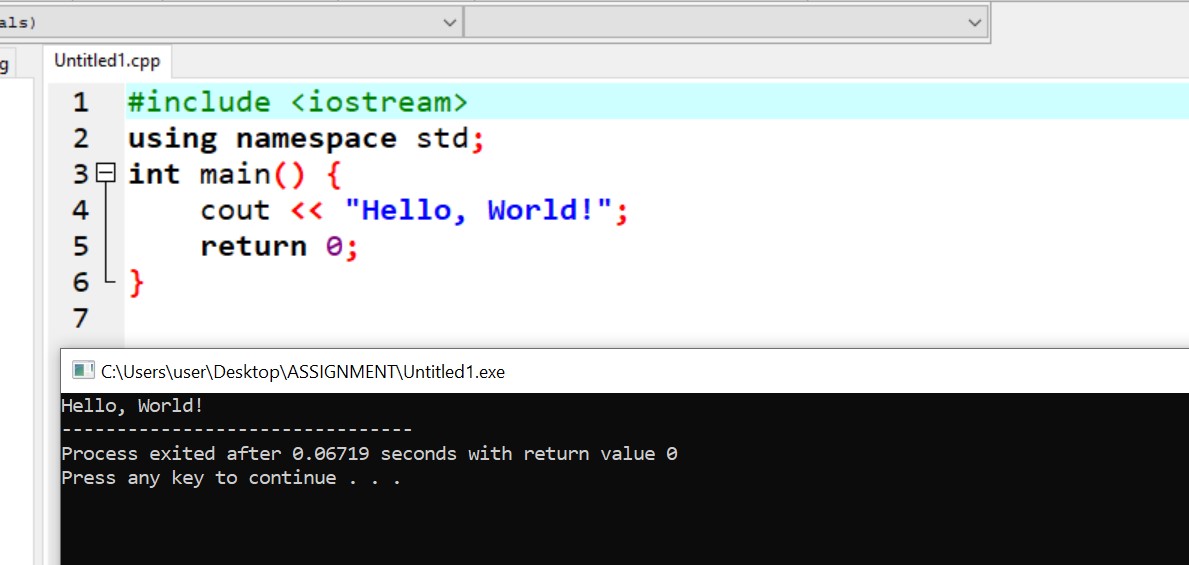 als)
g
Untitled1.cpp
1 #include <iostream>
2 using namespace std;
3 int main() {
4     cout << "Hello, World!";
5     return 0;
6 }
7
C:\Users\user\Desktop\ASSIGNMENT\Untitled1.exe
Hello, World!
--------------------------------
Process exited after 0.06719 seconds with return value 0
Press any key to continue . . .